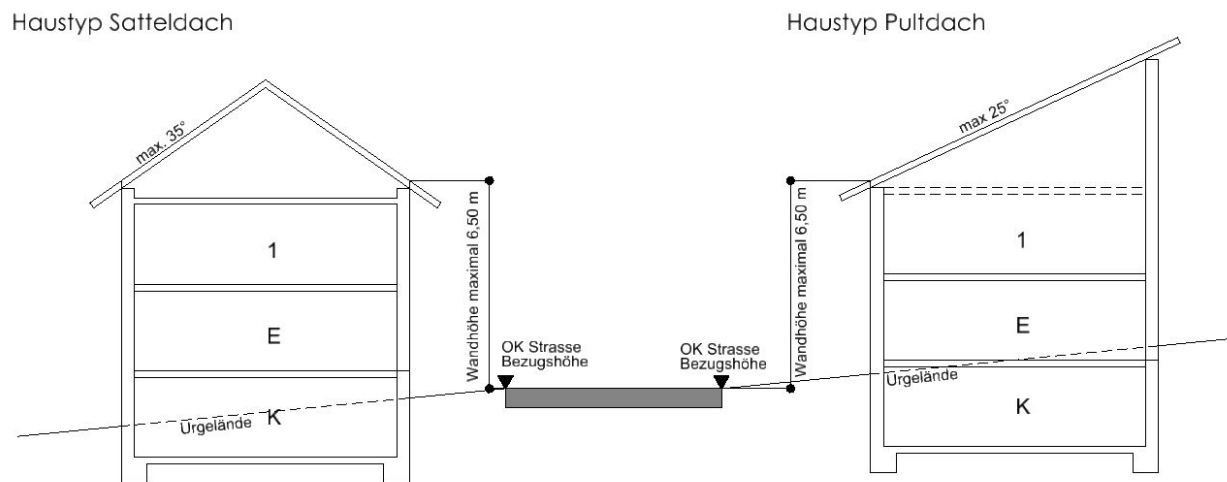 Haustyp Satteldach
Haustyp Pultdach
max. 35°
max 25°
Wandhöhe maximal 6,50 m
Wandhöhe maximal 6,50 m
1
1
E
E
OK Strasse
Bezugshöhe
OK Strasse
Bezugshöhe
Urgelände
K
Urgelände
K